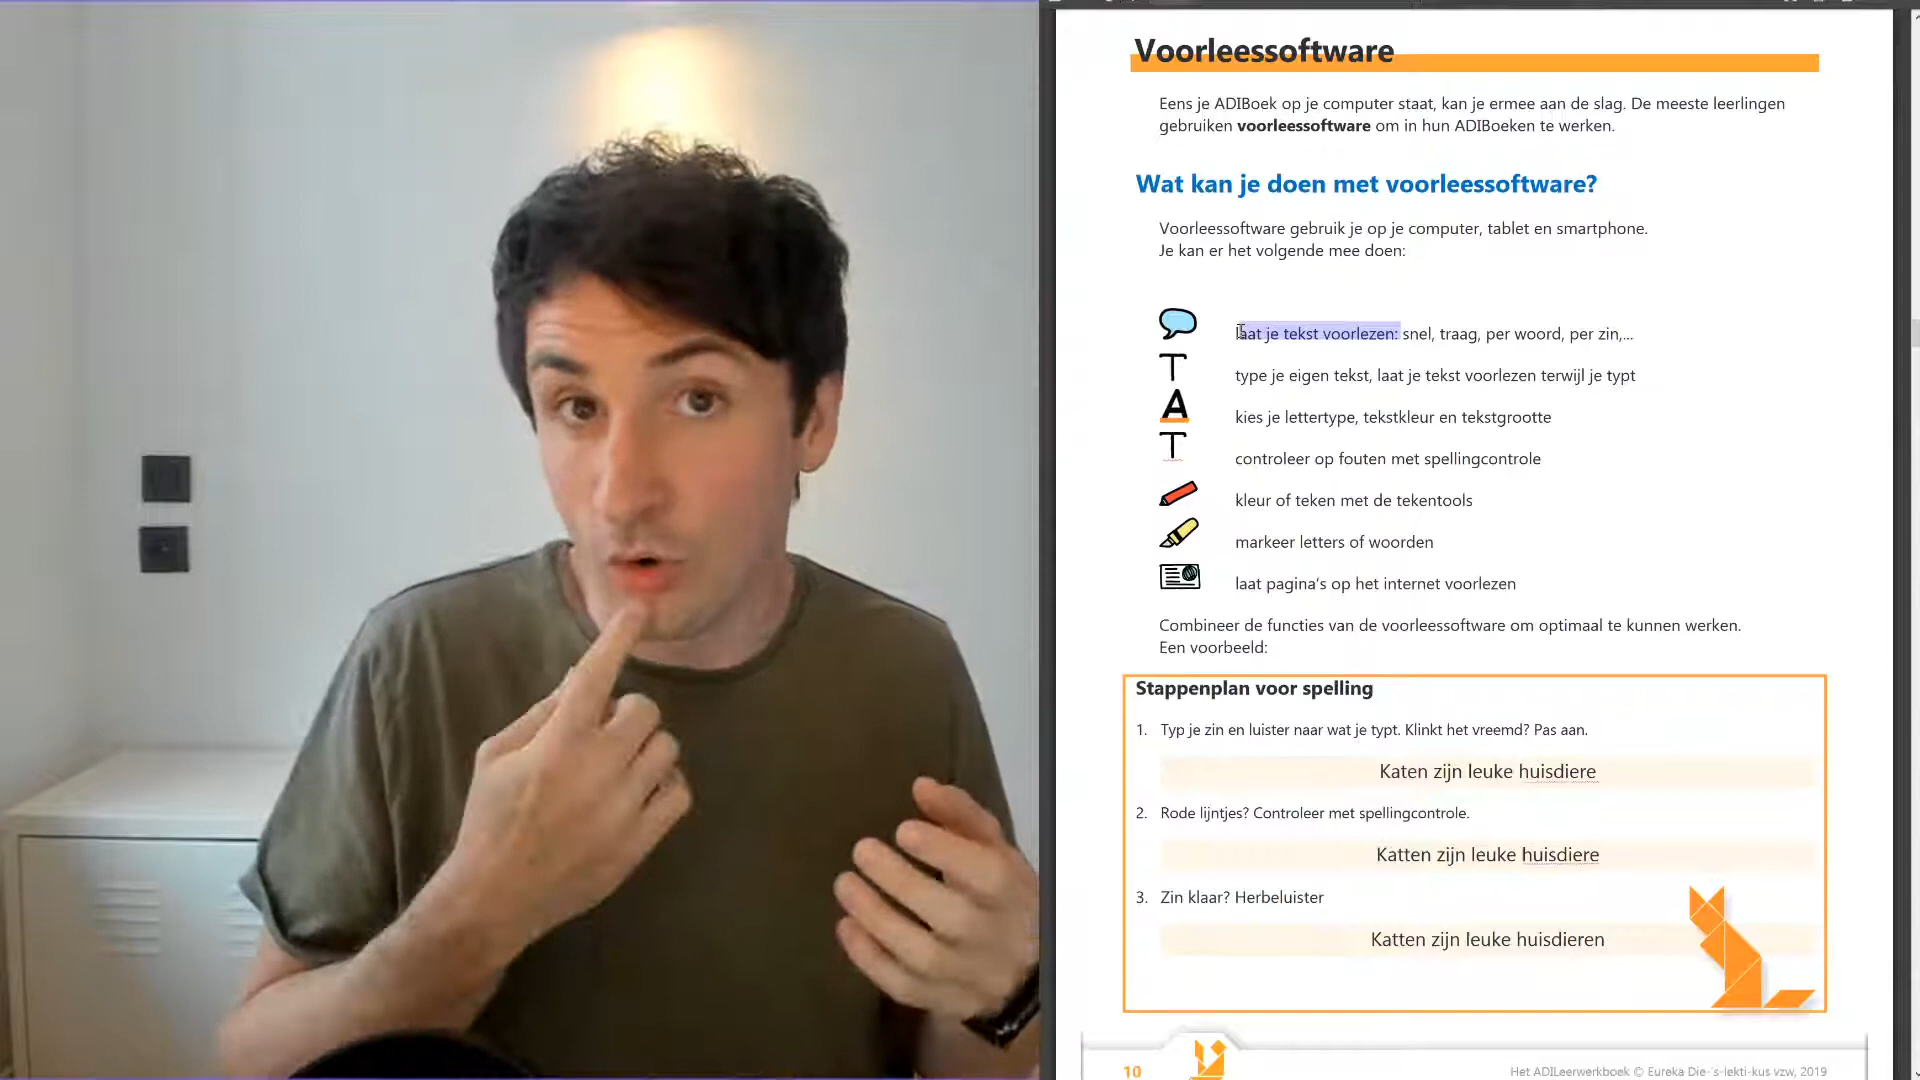 Voorleessoftware
Eens je ADIBoek op je computer staat, kan je ermee aan de slag. De meeste leerlingen
gebruiken voorleessoftware om in hun ADIBoeken te werken.
Wat kan je doen met voorleessoftware?
Voorleessoftware gebruik je op je computer, tablet en smartphone.
Je kan er het volgende mee doen:
laat je tekst voorlezen: snel, traag, per woord, per zin,...
type je eigen tekst, laat je tekst voorlezen terwijl je typt
kies je lettertype, tekstkleur en tekstgrootte
controleer op fouten met spellingcontrole
kleur of teken met de tekentools
markeer letters of woorden
laat pagina's op het internet voorlezen
Combineer de functies van de voorleessoftware om optimaal te kunnen werken.
Een voorbeeld:
Stappenplan voor spelling
1. Typ je zin en luister naar wat je typt. Klinkt het vreemd? Pas aan.
Katen zijn leuke huisdiere
2. Rode lijntjes? Controleer met spellingcontrole.
Katten zijn leuke huisdiere
3. Zin klaar? Herbeluister
Katten zijn leuke huisdieren
10
Het ADILeerwerkboek © Eureka Die-'s-lekti-kus vzw, 2019